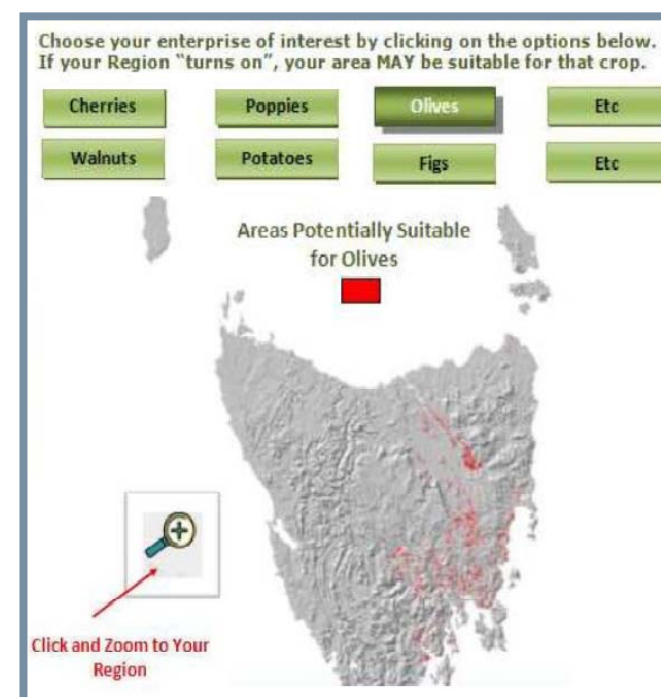 Choose your enterprise of interest by clicking on the options below.
If your Region "turns on", your area MAY be suitable for that crop.
Cherries
Poppies
Olives
Etc
Walnuts
Potatoes
Figs
Etc
Areas Potentially Suitable
for Olives
Click and Zoom to Your
Region